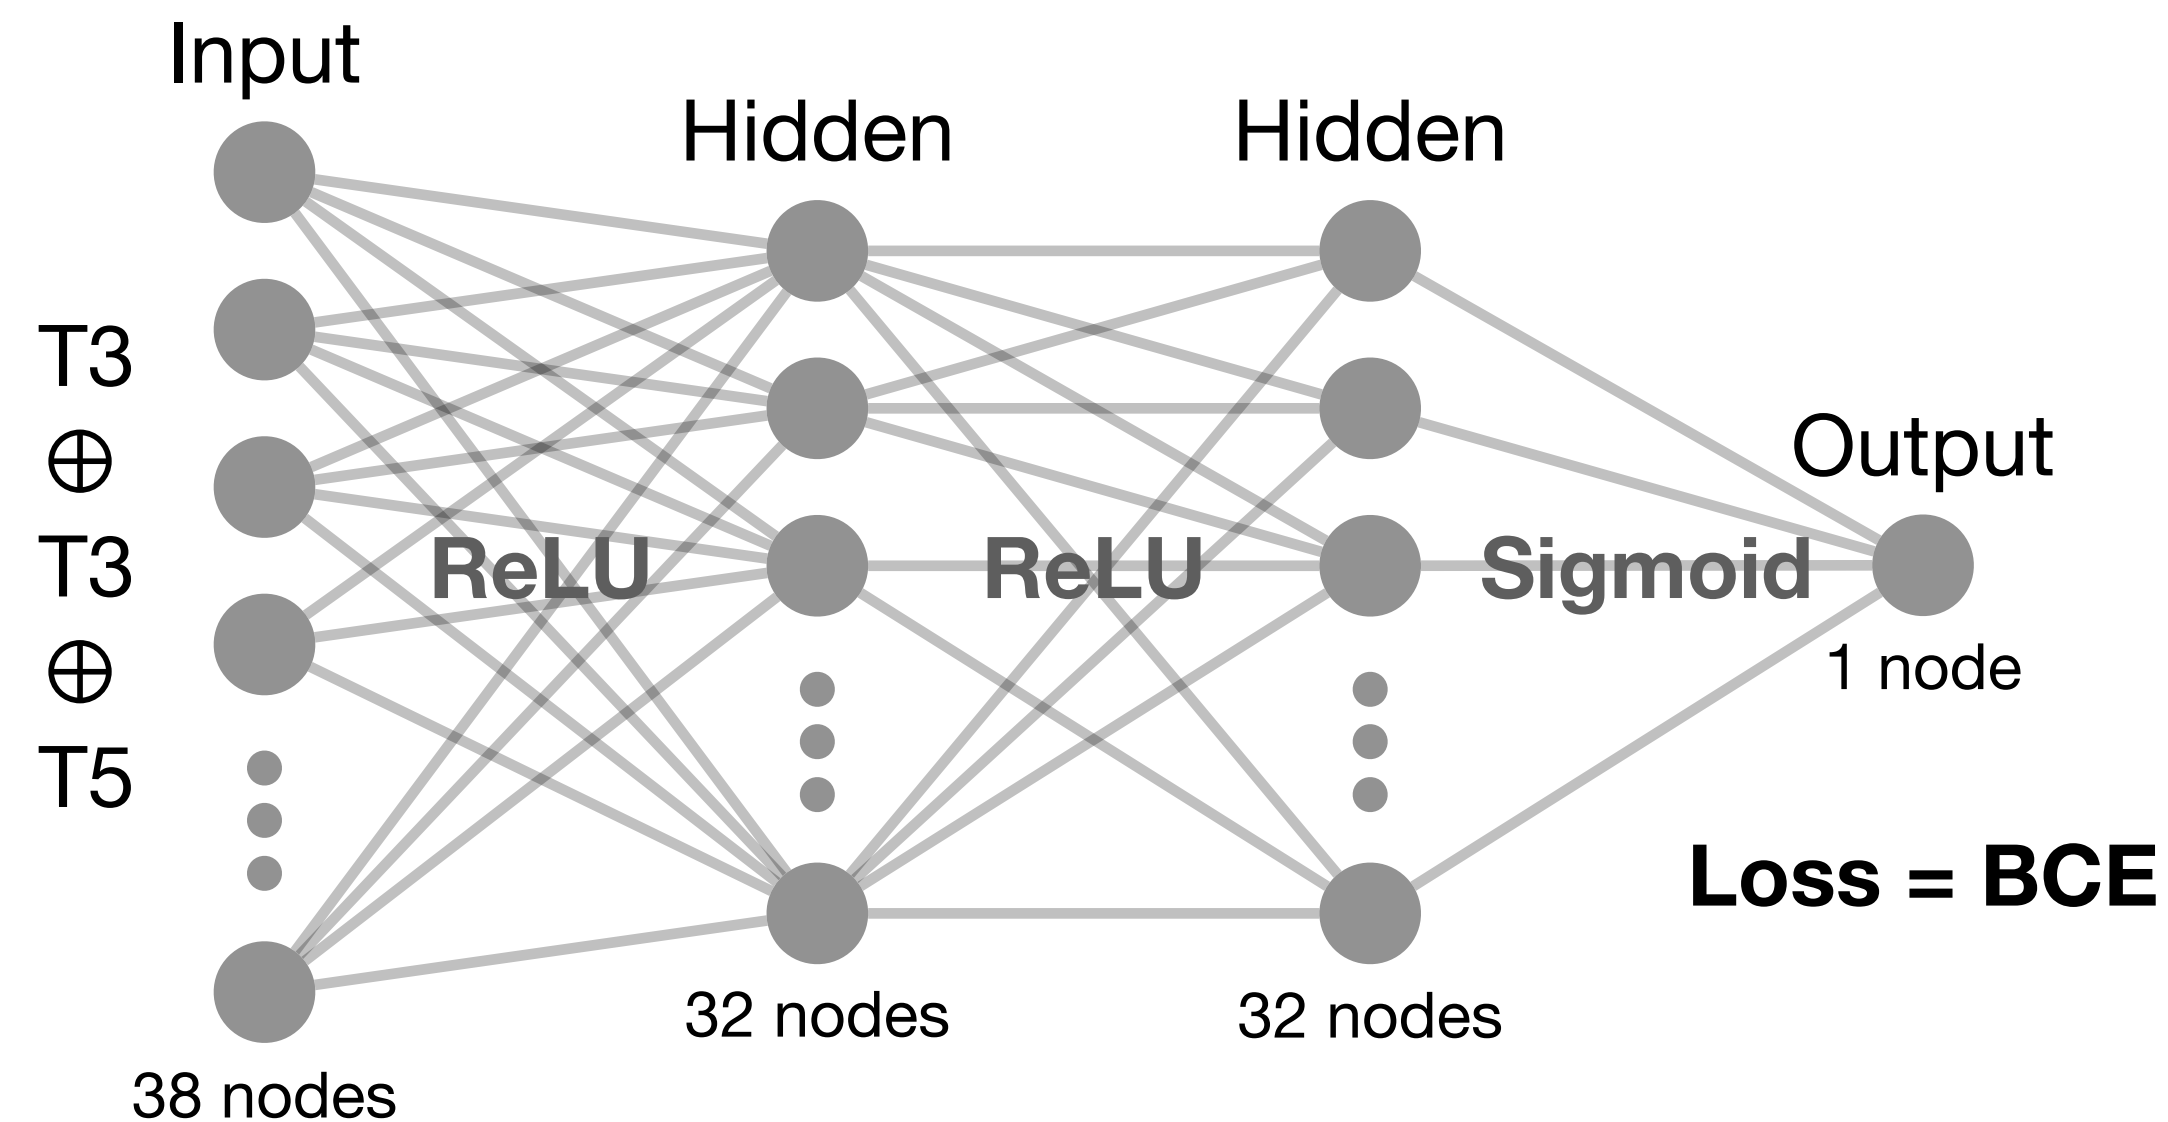 Input
Hidden
Hidden
T3
⊕
T3
⊕
T5
ReLU
ReLU
Sigmoid
Output
1 node
Loss = BCE
32 nodes
32 nodes
38 nodes